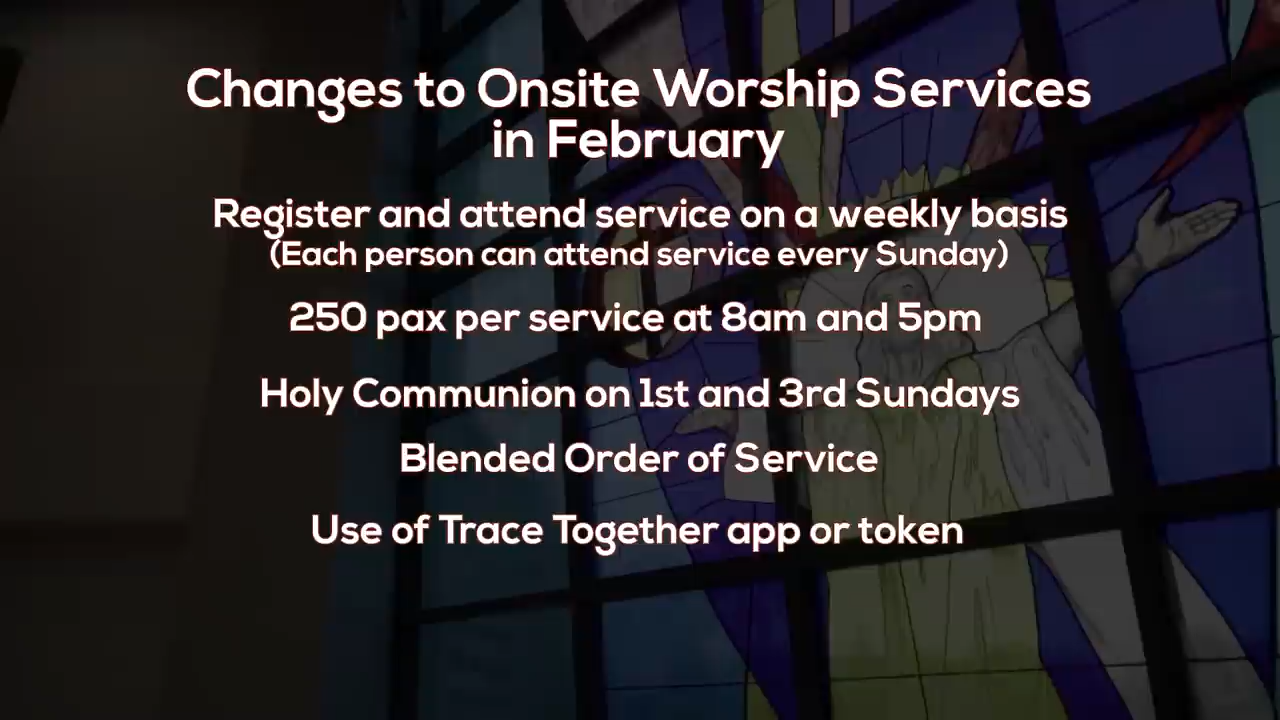 Changes to Onsite Worship Services
in February
Register and attend service on a weekly basis
(Each person can attend service every Sunday)
250 pax per service at 8am and 5pm
Holy Communion on 1st and 3rd Sundays
Blended Order of Service
Use of Trace Together app or token